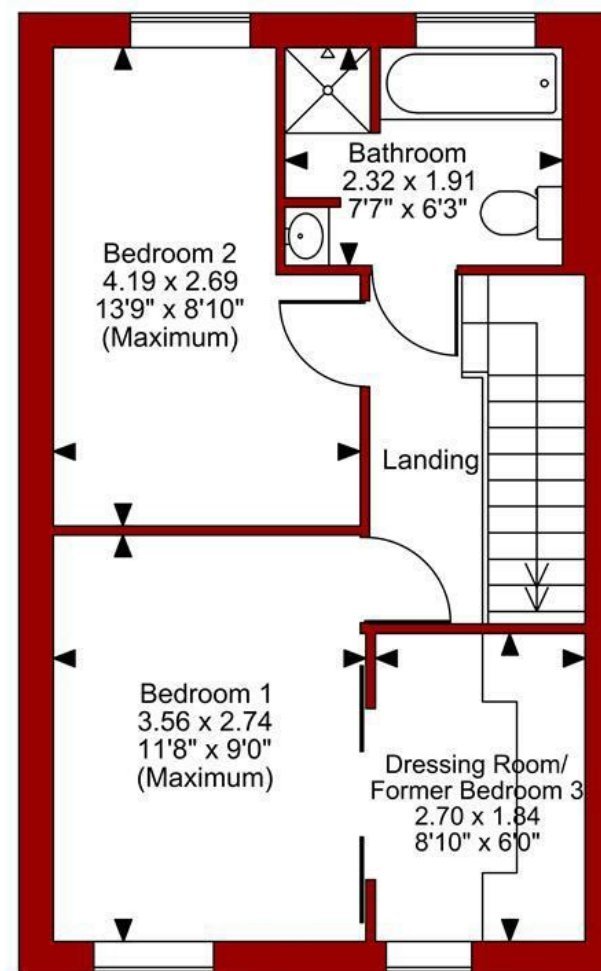 Bathroom
2.32 x 1.91
7'7" x 6'3"
Bedroom 2
4.19 x 2.69
13'9" x 8'10"
(Maximum)
Landing
Bedroom 1
3.56 x 2.74
11'8" x 9'0"
(Maximum)
Dressing Room/
Former Bedroom 3
2.70 x 1.84
8'10" x 6'0"